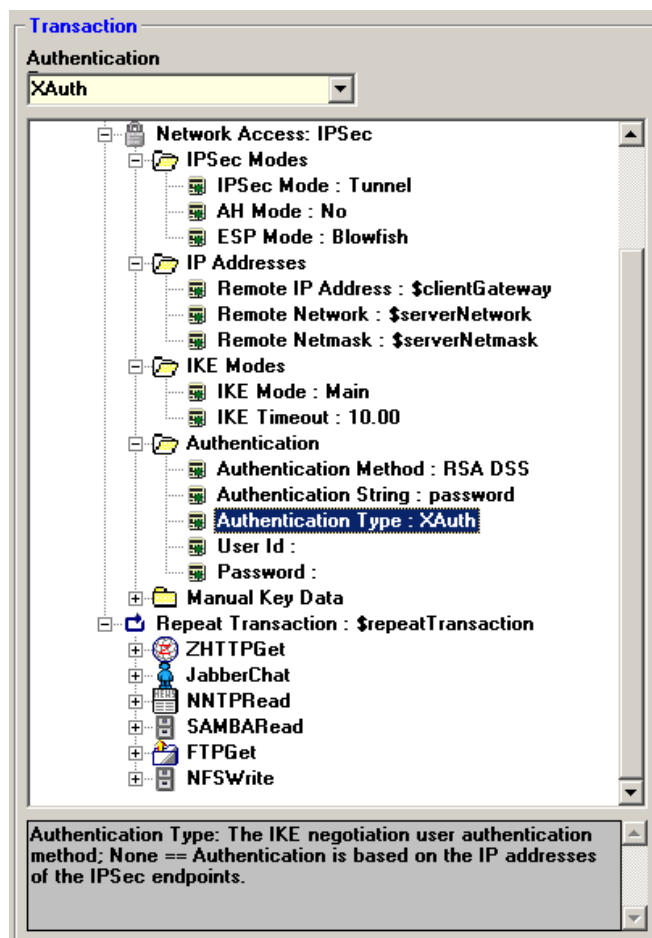 Transaction
Authentication
XAuth
Network Access: IPSec
IPSec Modes
IPSec Mode : Tunnel
AH Mode : No
ESP Mode : Blowfish
IP Addresses
Remote IP Address : $clientGateway
Remote Network : $serverNetwork
Remote Netmask : $serverNetmask
IKE Modes
IKE Mode : Main
IKE Timeout : 10.00
Authentication
Authentication Method : RSA DSS
Authentication String : password
Authentication Type : XAuth
User Id :
Password :
Manual Key Data
Repeat Transaction : $repeatTransaction
ZHTTPGet
JabberChat
NEWS
NNTPRead
SAMBARead
FTPGet
NFSWrite
Authentication Type: The IKE negotiation user authentication
method; None == Authentication is based on the IP addresses
of the IPSec endpoints.